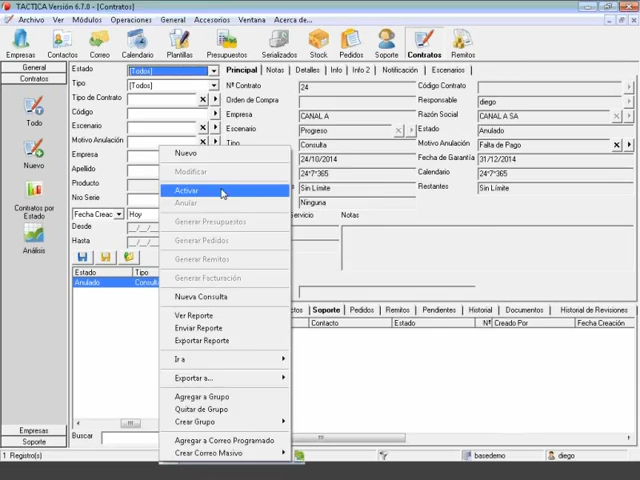 TACTICA Versión 6.7.0 - [Contratos]
Archivo Ver Módulos Operaciones General Accesorios Ventana Acerca de...
Empresas Contactos Correo Calendario Plantillas Presupuestos Serializados Stock Pedidos Soporte Contratos Remitos
General
Contratos
Todo
Nuevo
Contratos por Estado
Análisis
Empresas
Soporte
Estado [Todos]
Tipo [Todos]
Tipo de Contrato
Código
Escenario
Motivo Anulación
Empresa
Apellido
Producto
Nro Serie
Fecha Creac Hoy
Desde _/_/_
Hasta _/_/_
Estado Tipo
Anulado Consulta
Buscar
Principal Notas Detalles Info Info 2 Notificación Escenarios
Nº Contrato 24 Código Contrato
Orden de Compra Responsable diego
Empresa CANAL A Razón Social CANAL A SA
Escenario Progreso Estado Anulado
Tipo Consulta Motivo Anulación Falta de Pago
24/10/2014 Fecha de Garantía 31/12/2014
24*7*365 Calendario 24*7*365
Sin Límite Restantes Sin Límite
Ninguna
Servicio Notas
Nuevo
Modificar
Activar
Anular
Generar Presupuestos
Generar Pedidos
Generar Remitos
Generar Facturación
Nueva Consulta
Ver Reporte
Enviar Reporte
Exportar Reporte
Ir a
Exportar a...
Agregar a Grupo
Quitar de Grupo
Crear Grupo
Agregar a Correo Programado
Crear Correo Masivo
Soporte Pedidos Remitos Pendientes Historial Documentos Historial de Revisiones
Contacto Estado Nº Creado Por Fecha Creación
1 Registro(s) basedemo diego